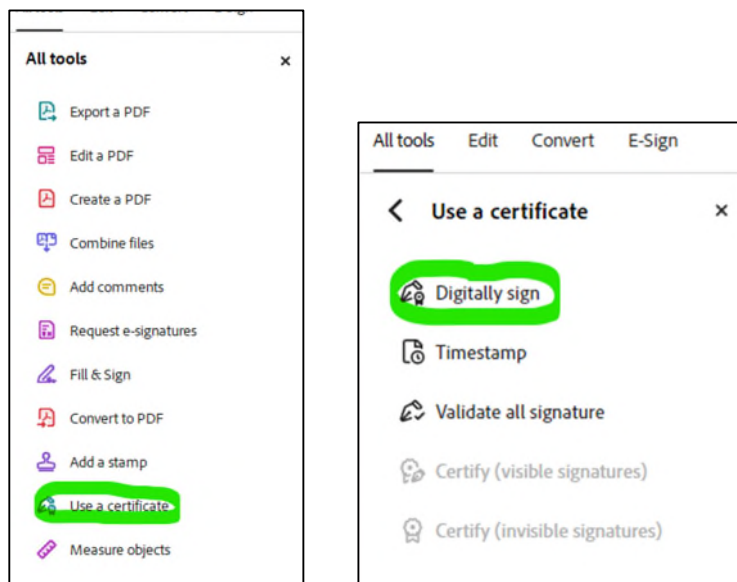 All tools
Export a PDF
Edit a PDF
Create a PDF
Combine files
Add comments
Request e-signatures
Fill & Sign
Convert to PDF
Add a stamp
Use a certificate
Measure objects
All tools Edit Convert E-Sign
Use a certificate
Digitally sign
Timestamp
Validate all signature
Certify (visible signatures)
Certify (invisible signatures)